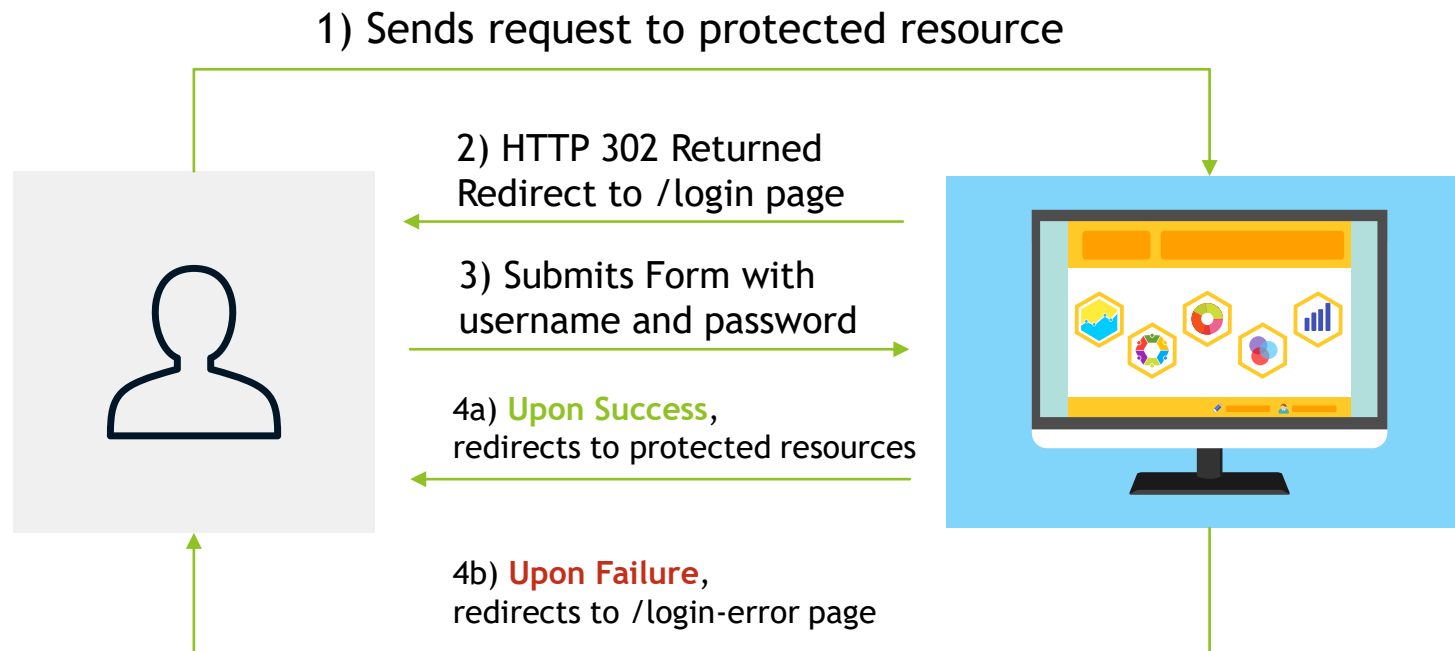 1) Sends request to protected resource
2) HTTP 302 Returned
Redirect to /login page
3) Submits Form with
username and password
4a) Upon Success,
redirects to protected resources
4b) Upon Failure,
redirects to /login-error page